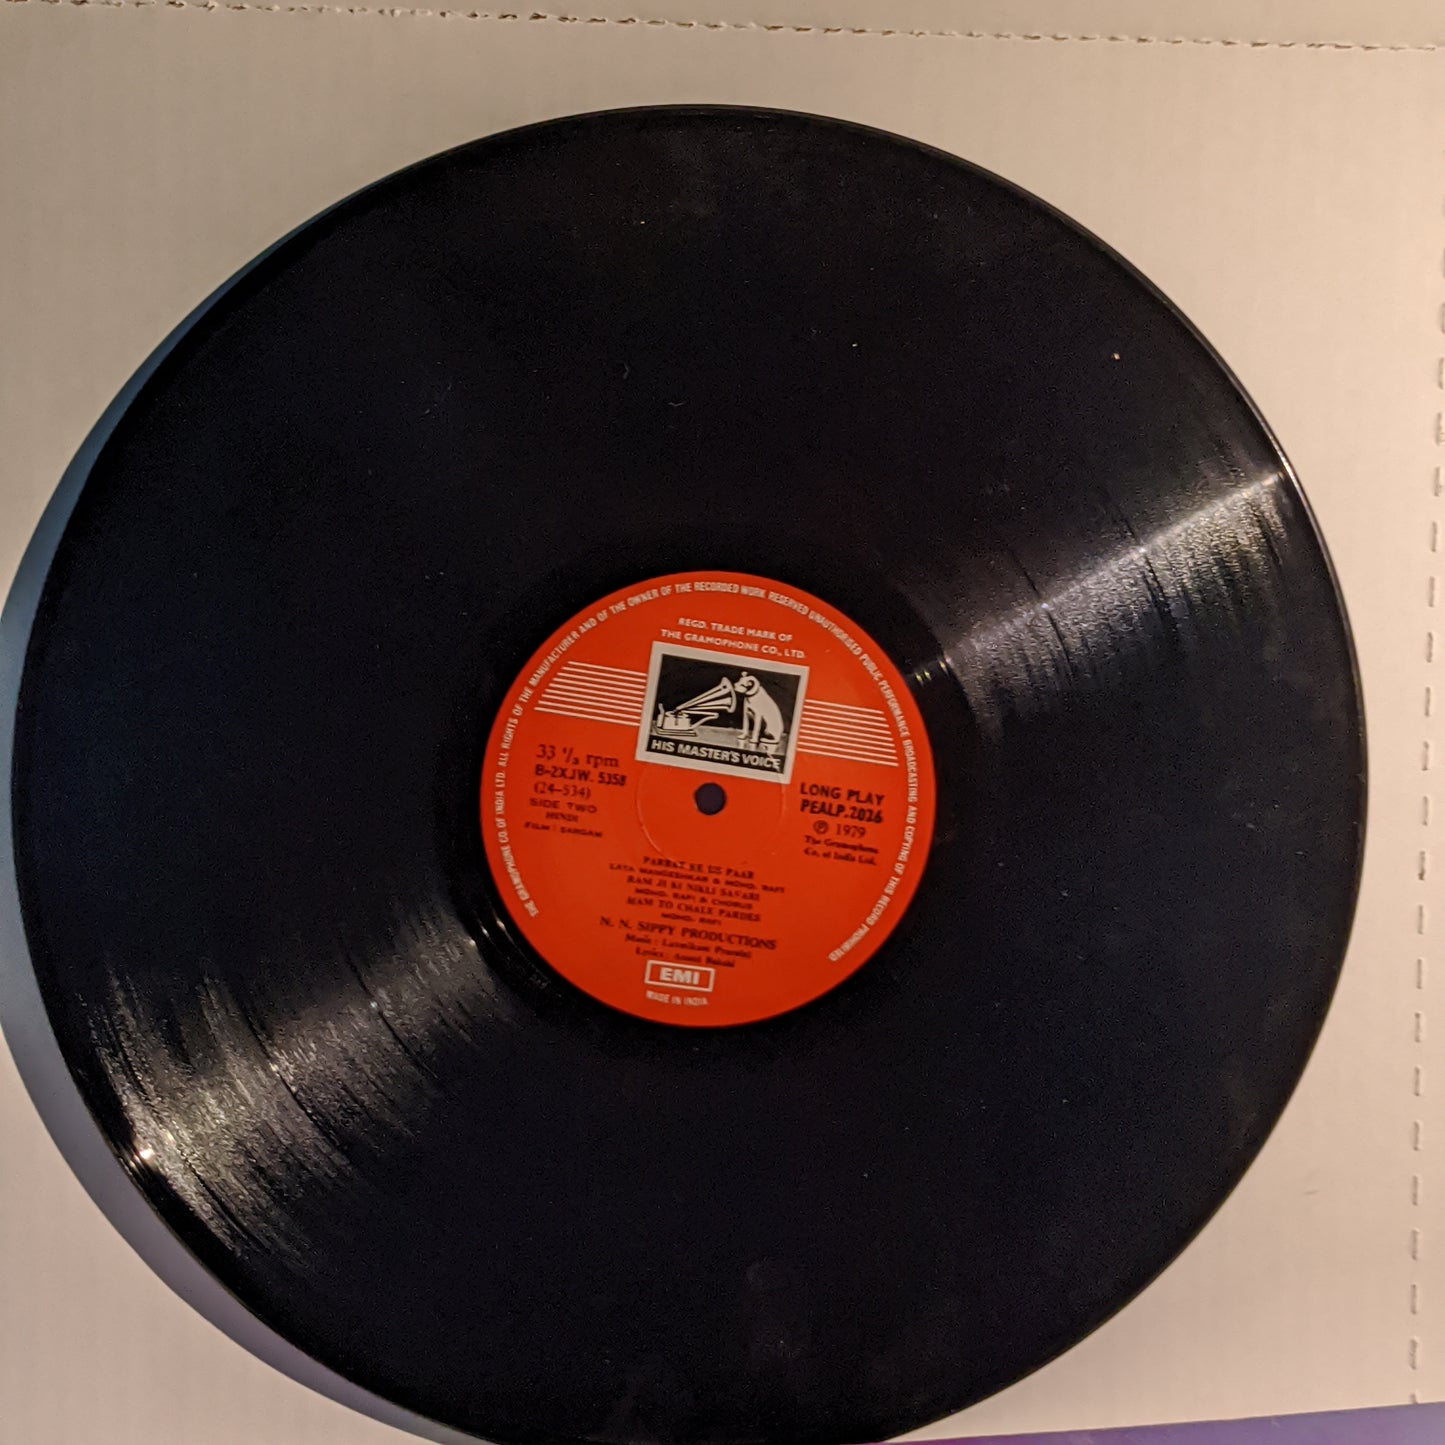 THE GRAMOPHONE CO. OF INDIA LTD. ALL RIGHTS OF THE MANUFACTURER AND OF THE OWNER OF THE RECORDED WORK RESERVED UNAUTHORISED PUBLIC PERFORMANCE BROADCASTING AND COPYING OF THIS RECORD PROHIBITED
REGD. TRADE MARK OF
THE GRAMOPHONE CO., LTD.
HIS MASTER'S VOICE
33 1/3 rpm
B-2XJW. 5358
(24-534)
SIDE TWO
HINDI
FILM : SARGAM
LONG PLAY
PEALP.2026
℗ 1979
The Gramophone
Co. of India Ltd.
PARBAT KE US PAAR
LATA MANGESHKAR & MOHD. RAFI
RAM JI KI NIKLI SAVARI
MOHD. RAFI & CHORUS
HAM TO CHALE PARDES
MOHD. RAFI
N. N. SIPPY PRODUCTIONS
Music : Laxmikant Pyarelal
Lyrics : Anand Bakshi
EMI
MADE IN INDIA